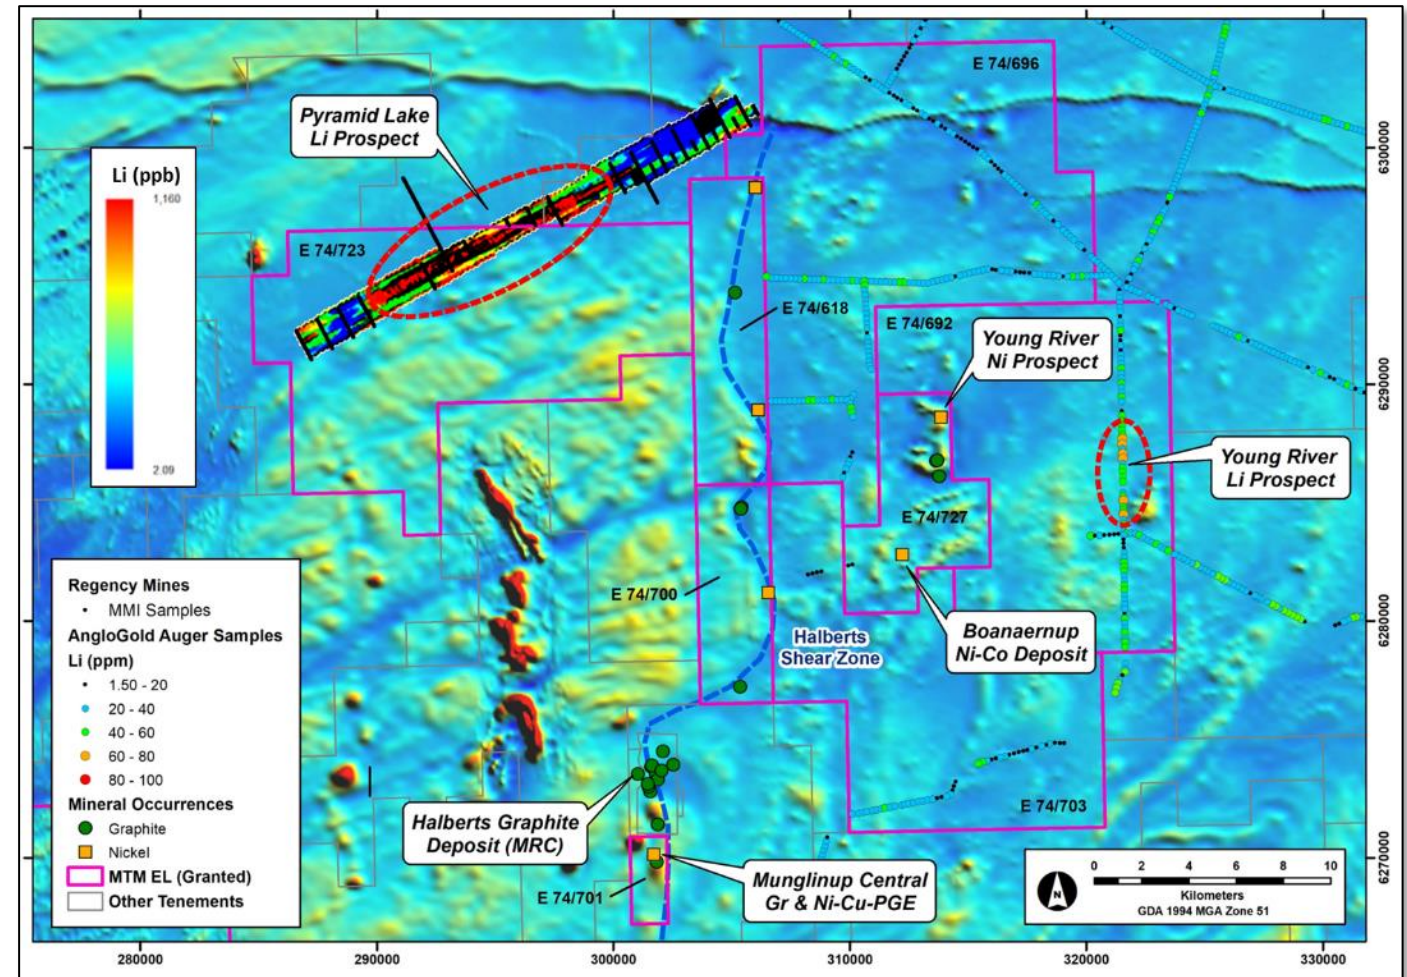 Pyramid Lake
Li Prospect
E 74/696
Li (ppb)
1,160
2.09
E 74/723
E 74/618
E 74/692
Young River
Ni Prospect
Young River
Li Prospect
E 74/727
E 74/700
Halberts
Shear Zone
Boanaernup
Ni-Co Deposit
Regency Mines
MMI Samples
AngloGold Auger Samples
Li (ppm)
1.50 - 20
20 - 40
40 - 60
60 - 80
80 - 100
Mineral Occurrences
Graphite
Nickel
MTM EL (Granted)
Other Tenements
Halberts Graphite
Deposit (MRC)
E 74/703
E 74/701
Munglinup Central
Gr & Ni-Cu-PGE
0 2 4 6 8 10
Kilometers
GDA 1994 MGA Zone 51
N
6300000
6290000
6280000
6270000
280000 290000 300000 310000 320000 330000